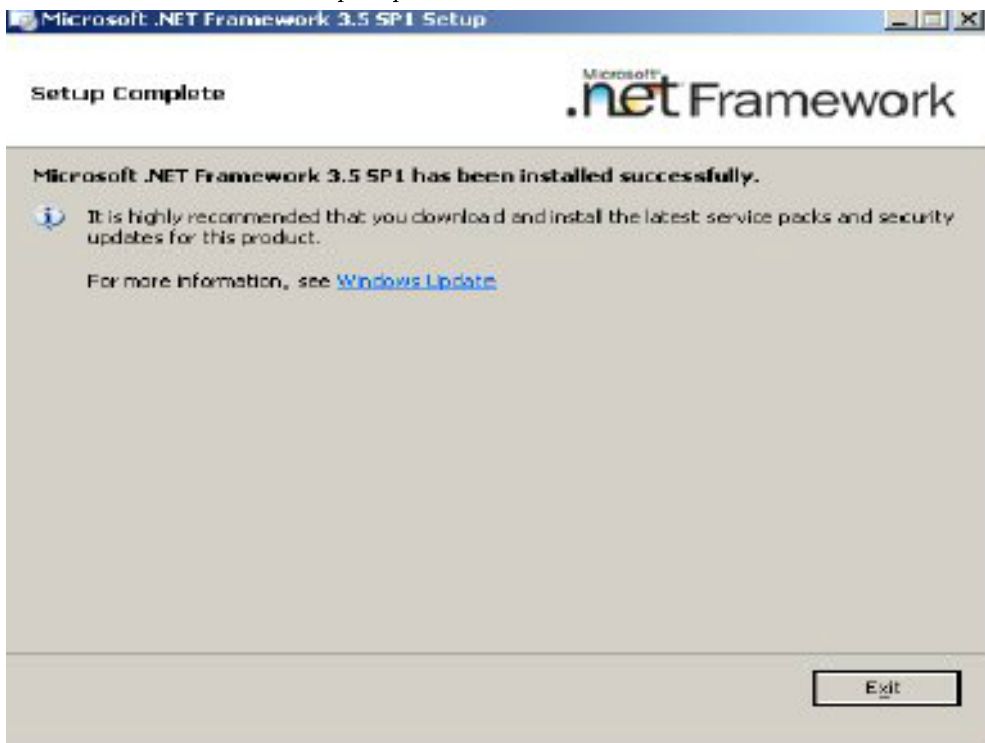 Microsoft .NET Framework 3.5 SP1 Setup
Setup Complete
Microsoft
.net Framework
Microsoft .NET Framework 3.5 SP1 has been installed successfully.
It is highly recommended that you download and install the latest service packs and security
updates for this product.
For more information, see Windows Update
Exit